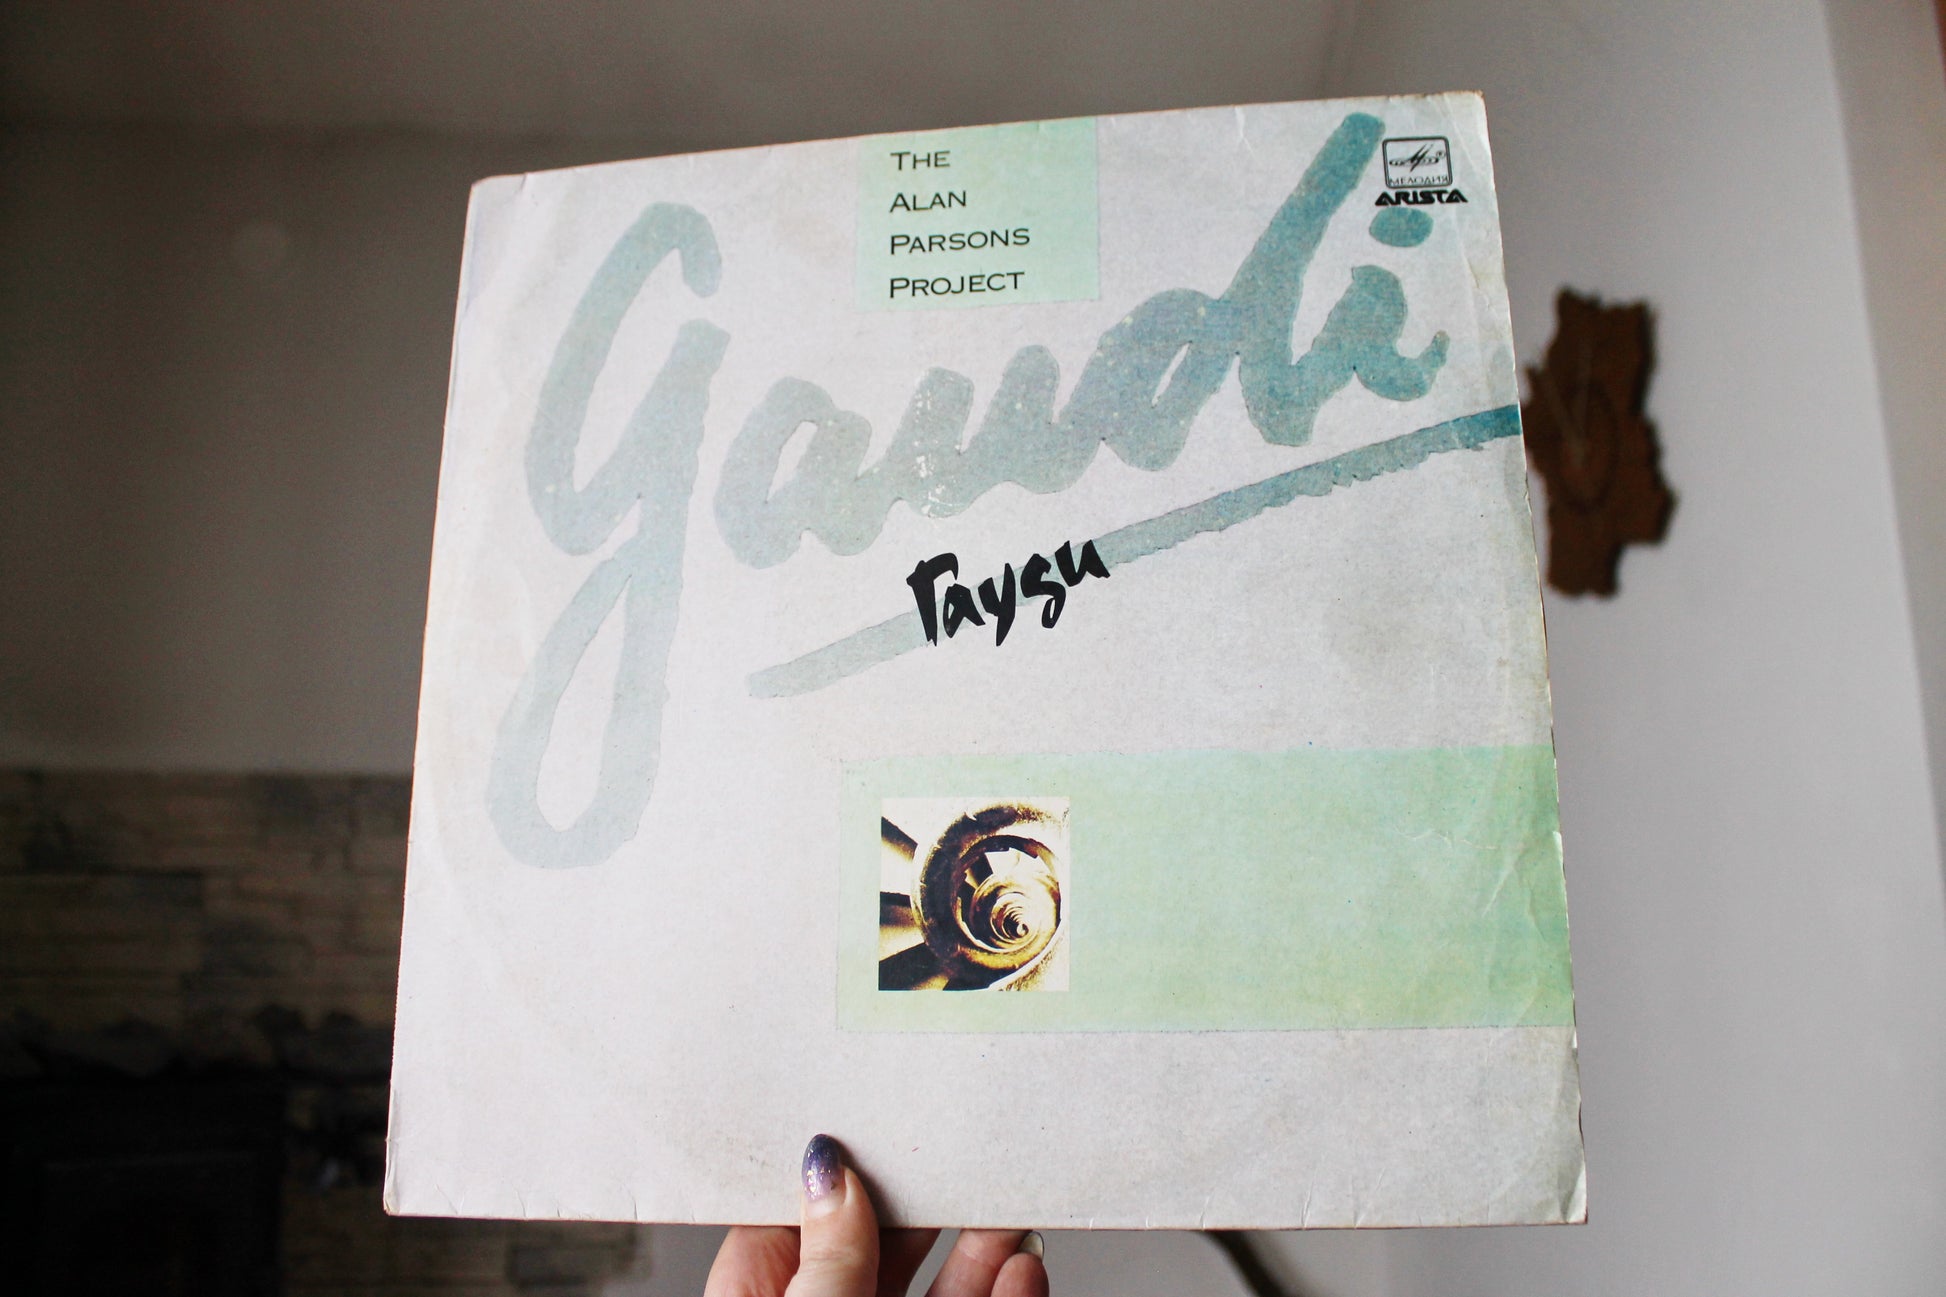 THE
ALAN
PARSONS
PROJECT
МЕЛОДИЯ
ARISTA
gaudi
Гауди